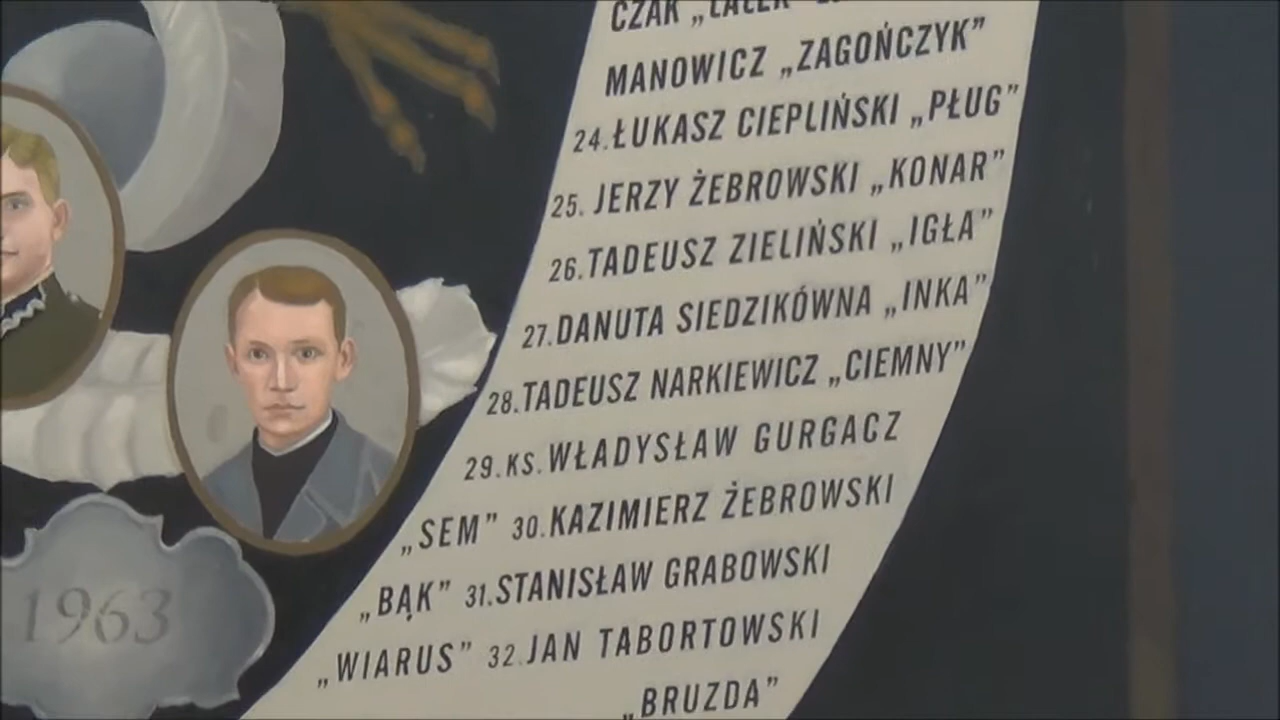 CZAK
MANOWICZ „ZAGOŃCZYK”
24.ŁUKASZ CIEPLIŃSKI „PŁUG”
25. JERZY ŻEBROWSKI „KONAR”
26.TADEUSZ ZIELIŃSKI „IGŁA”
27.DANUTA SIEDZIKÓWNA „INKA”
28.TADEUSZ NARKIEWICZ „CIEMNY”
29.KS.WŁADYSŁAW GURGACZ
„SEM” 30.KAZIMIERZ ŻEBROWSKI
„BĄK” 31.STANISŁAW GRABOWSKI
„WIARUS” 32.JAN TABORTOWSKI
„BRUZDA”
1963